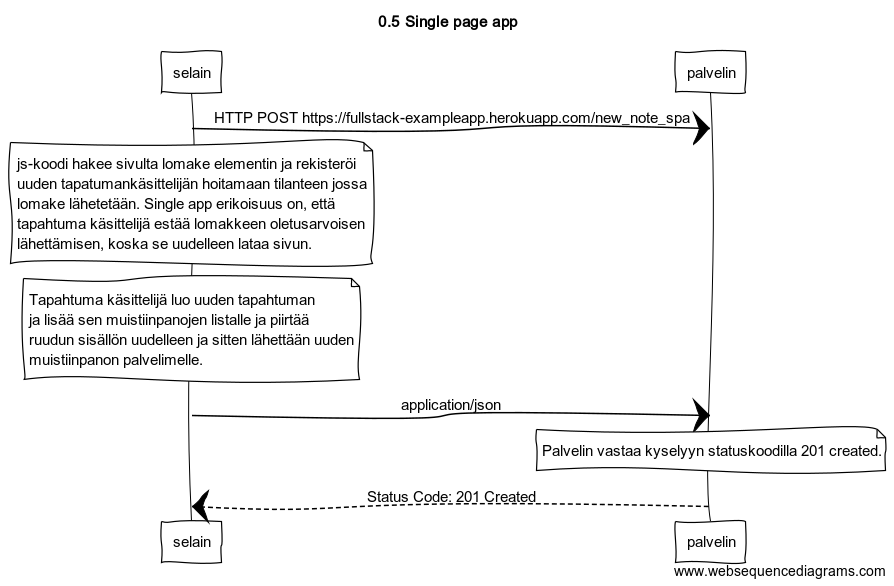 0.5 Single page app
selain
palvelin
HTTP POST https://fullstack-exampleapp.herokuapp.com/new_note_spa
js-koodi hakee sivulta lomake elementin ja rekisteröi
uuden tapatumankäsittelijän hoitamaan tilanteen jossa
lomake lähetetään. Single app erikoisuus on, että
tapahtuma käsittelijä estää lomakkeen oletusarvoisen
lähettämisen, koska se uudelleen lataa sivun.
Tapahtuma käsittelijä luo uuden tapahtuman
ja lisää sen muistiinpanojen listalle ja piirtää
ruudun sisällön uudelleen ja sitten lähettään uuden
muistiinpanon palvelimelle.
application/json
Palvelin vastaa kyselyyn statuskoodilla 201 created.
Status Code: 201 Created
selain
palvelin
www.websequencediagrams.com